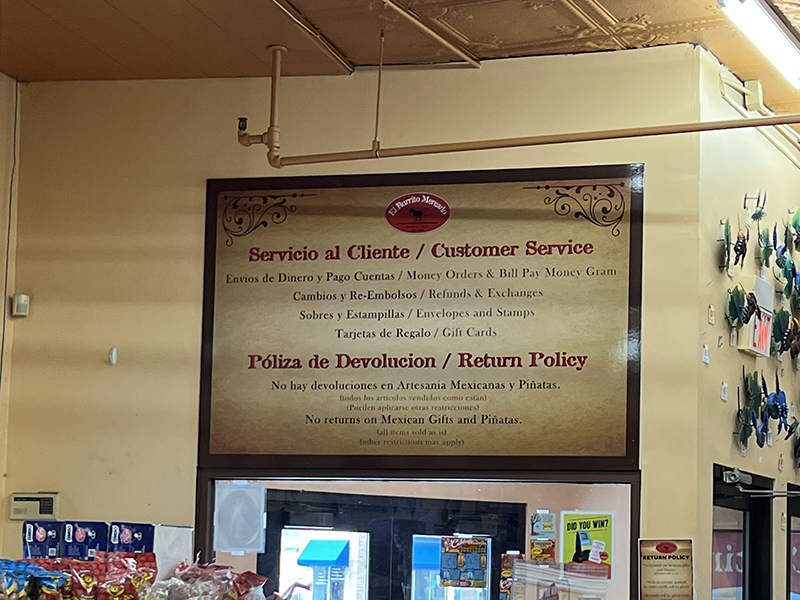 El Burrito Mercado
Servicio al Cliente / Customer Service
Envios de Dinero y Pago Cuentas / Money Orders & Bill Pay Money Gram
Cambios y Re-Embolsos / Refunds & Exchanges
Sobres y Estampillas / Envelopes and Stamps
Tarjetas de Regalo / Gift Cards
Póliza de Devolucion / Return Policy
No hay devoluciones en Artesania Mexicanas y Piñatas.
(todos los artículos vendidos como están)
(Pueden aplicarse otras restricciones)
No returns on Mexican Gifts and Piñatas.
(all items sold as is)
(other restrictions may apply)
DID YOU WIN?
RETURN POLICY